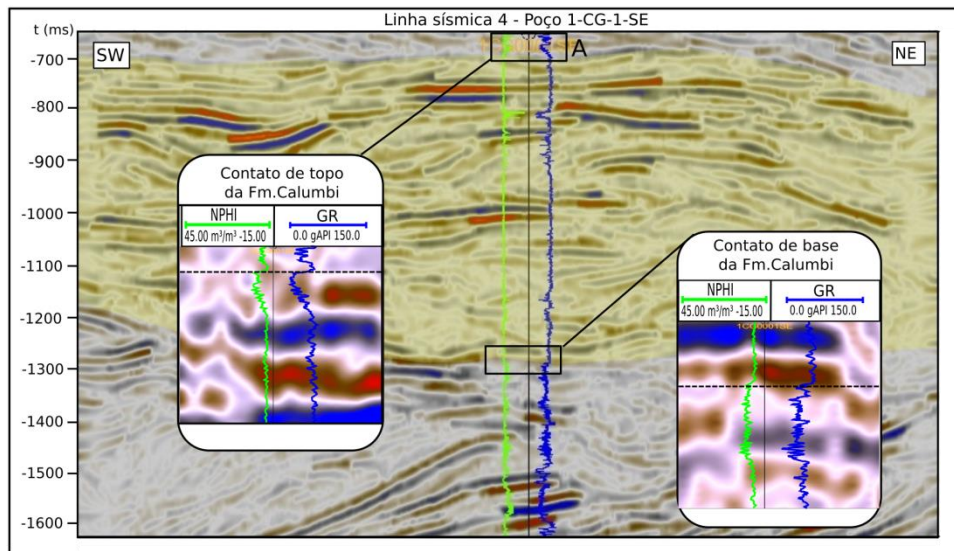 Linha sísmica 4 - Poço 1-CG-1-SE
t (ms)
SW
A
NE
-700
-800
-900
-1000
-1100
-1200
-1300
-1400
-1500
-1600
Contato de topo
da Fm.Calumbi
NPHI
GR
45.00 m³/m³ -15.00
0.0 gAPI 150.0
Contato de base
da Fm.Calumbi
NPHI
GR
45.00 m³/m³ -15.00
0.0 gAPI 150.0
1CG0001SE